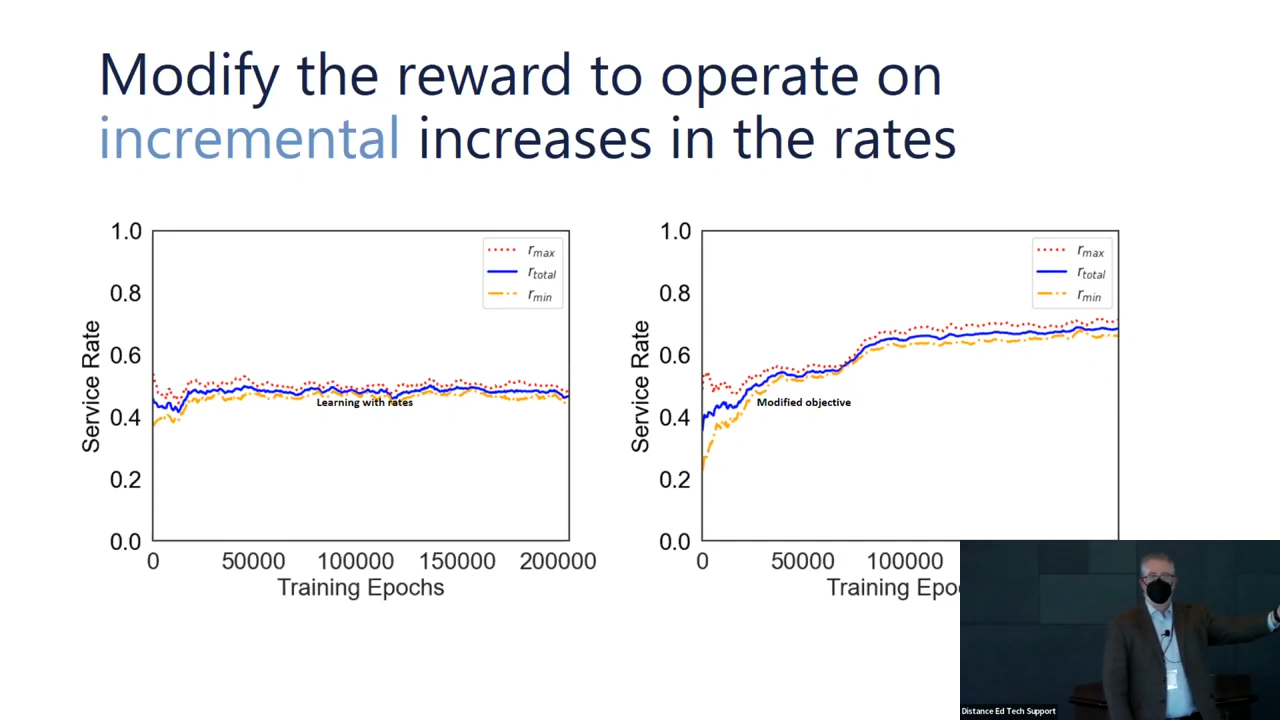 Modify the reward to operate on
incremental increases in the rates
1.0
0.8
0.6
0.4
0.2
0.0
Service Rate
r_max
r_total
r_min
Learning with rates
0 50000 100000 150000 200000
Training Epochs
1.0
0.8
0.6
0.4
0.2
0.0
Service Rate
r_max
r_total
r_min
Modified objective
0 50000 100000
Training Epo
Distance Ed Tech Support